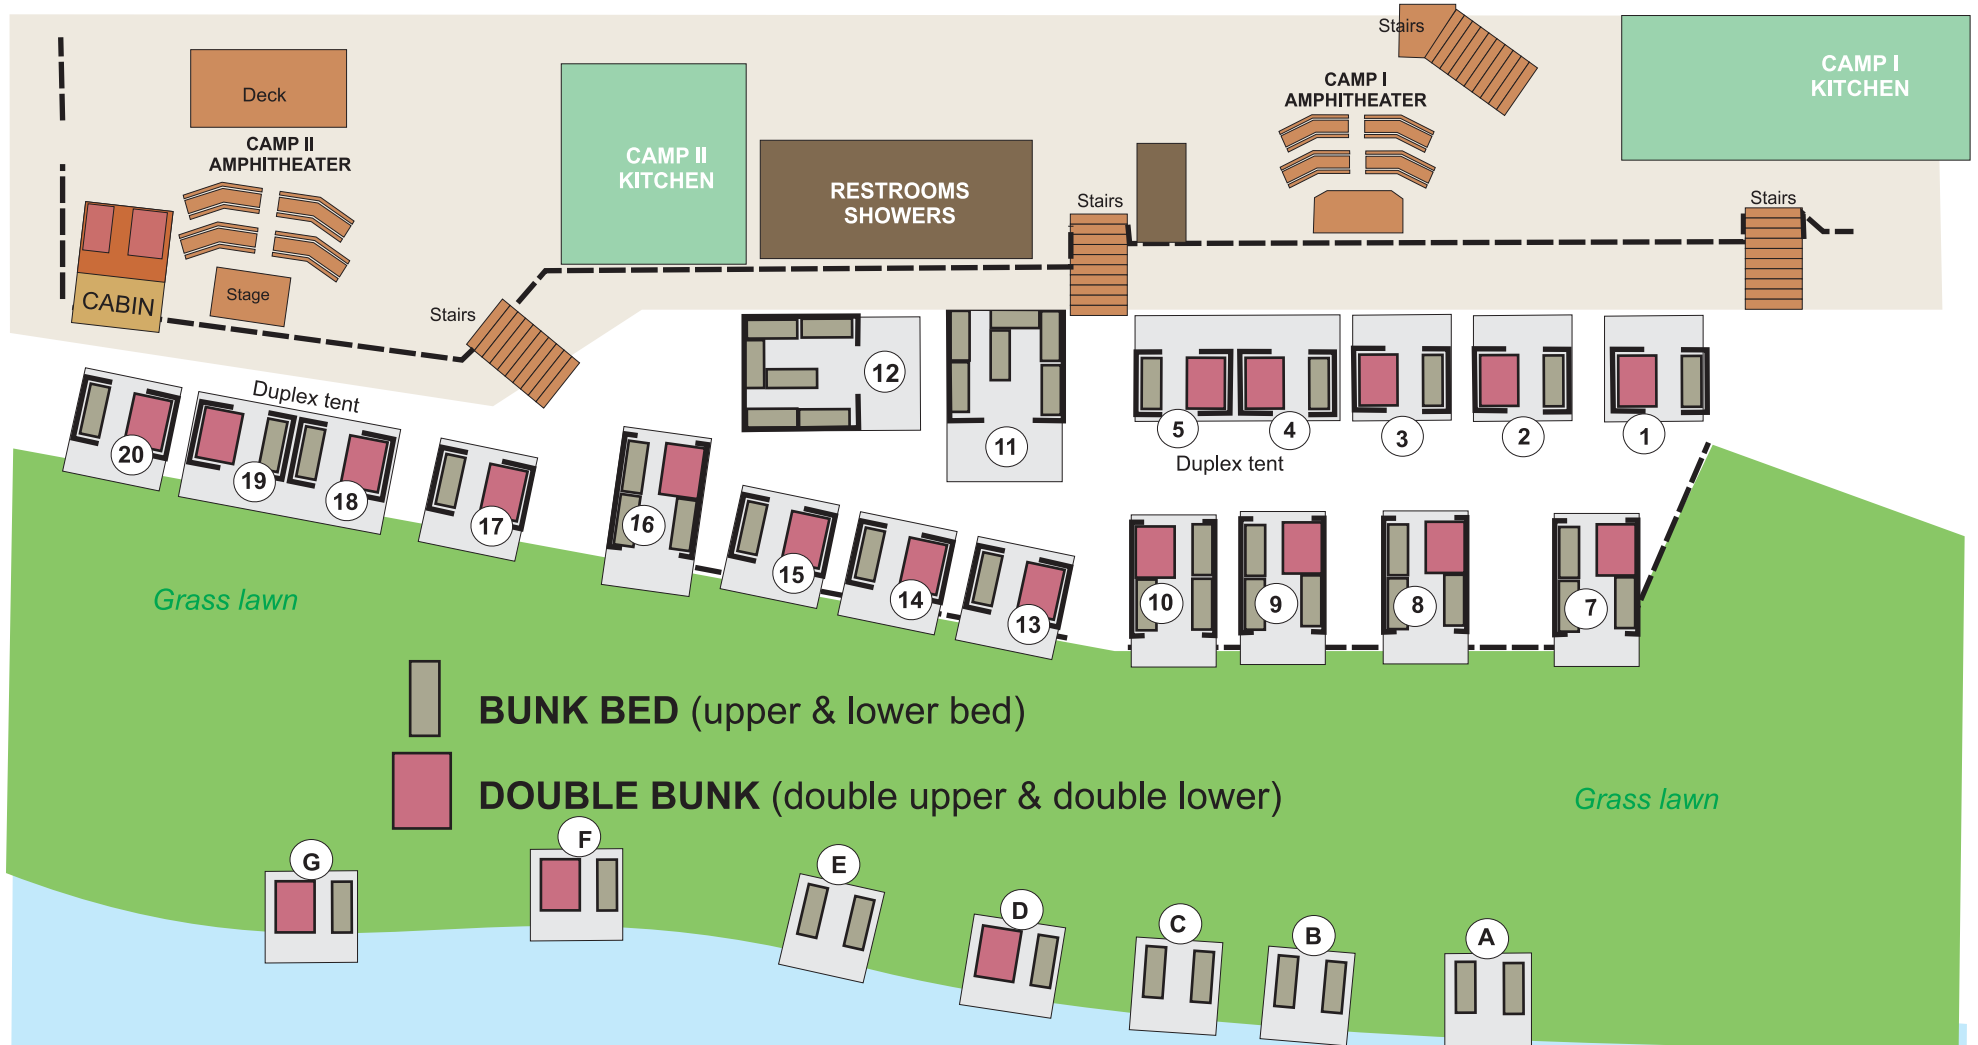 Stairs
CAMP I
KITCHEN
CAMP I
AMPHITHEATER
Deck
CAMP II
AMPHITHEATER
CAMP II
KITCHEN
RESTROOMS
SHOWERS
Stairs
Stairs
CABIN
Stage
Stairs
Duplex tent
12
11
5
4
3
2
1
Duplex tent
20
19
18
17
16
15
14
13
10
9
8
7
Grass lawn
BUNK BED (upper & lower bed)
DOUBLE BUNK (double upper & double lower)
Grass lawn
G
F
E
D
C
B
A